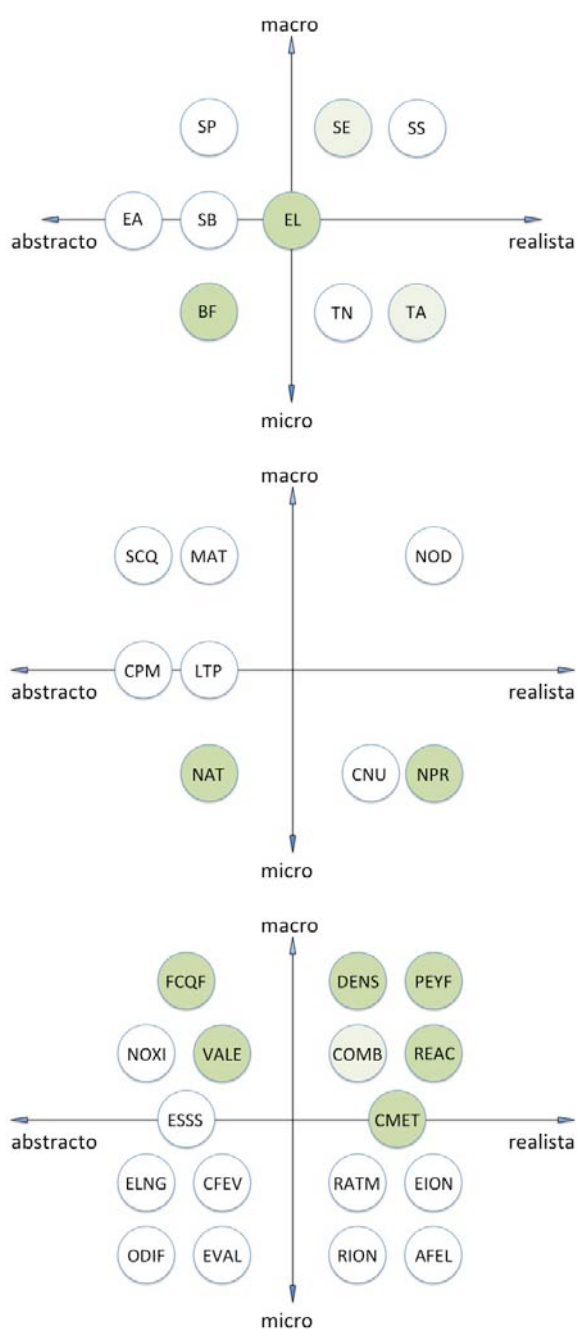 macro
SP SE SS
EA SB EL
abstracto realista
BF TN TA
micro
macro
SCQ MAT NOD
CPM LTP
abstracto realista
NAT CNU NPR
micro
macro
FCQF DENS PEYF
NOXI VALE COMB REAC
ESSS CMET
abstracto realista
ELNG CFEV RATM EION
ODIF EVAL RION AFEL
micro